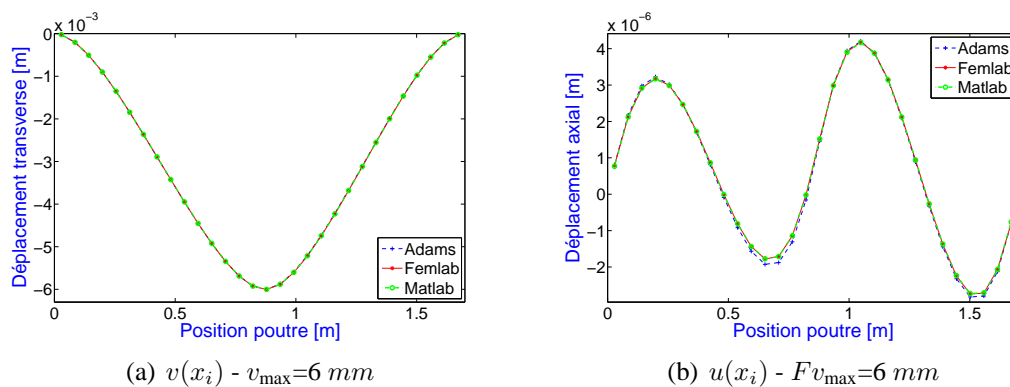 x 10⁻³
0
−1
−2
−3
−4
−5
−6
0
0.5
1
1.5
Déplacement transverse [m]
Position poutre [m]
Adams
Femlab
Matlab
(a) v(xᵢ) - v_max=6 mm
x 10⁻⁶
4
3
2
1
0
−1
−2
0
0.5
1
1.5
Déplacement axial [m]
Position poutre [m]
Adams
Femlab
Matlab
(b) u(xᵢ) - Fv_max=6 mm